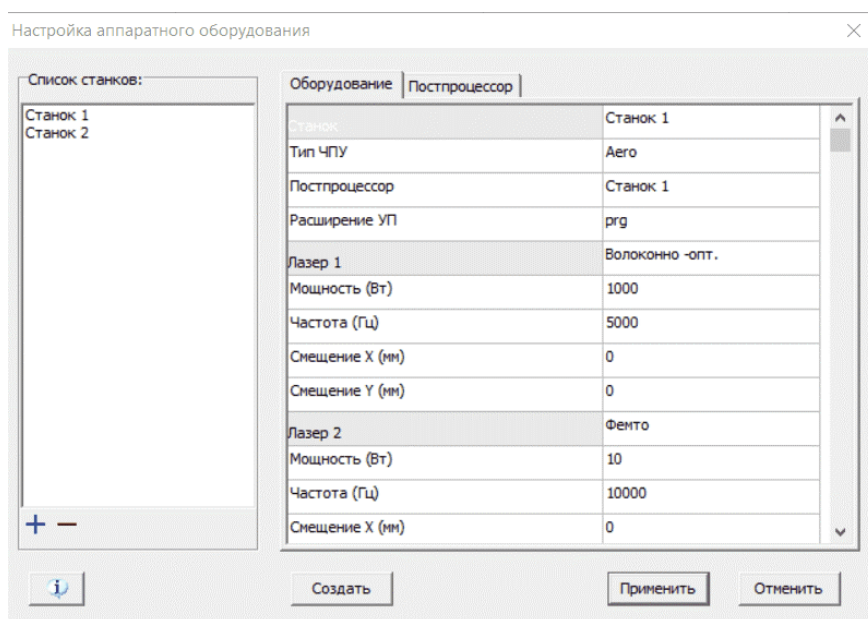 Настройка аппаратного оборудования
Список станков:
Станок 1
Станок 2
Оборудование Постпроцессор
Станок Станок 1
Тип ЧПУ Aero
Постпроцессор Станок 1
Расширение УП prg
Лазер 1 Волоконно -опт.
Мощность (Вт) 1000
Частота (Гц) 5000
Смещение X (мм) 0
Смещение Y (мм) 0
Лазер 2 Фемто
Мощность (Вт) 10
Частота (Гц) 10000
Смещение X (мм) 0
Создать Применить Отменить